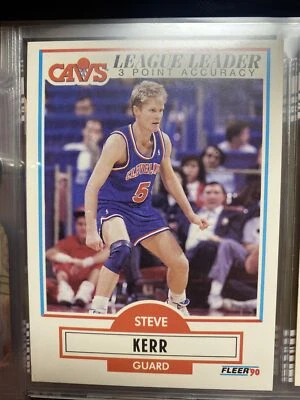 CAVS
LEAGUE LEADER
3 POINT ACCURACY
CLEVELAND
5
STEVE
KERR
GUARD
FLEER 90